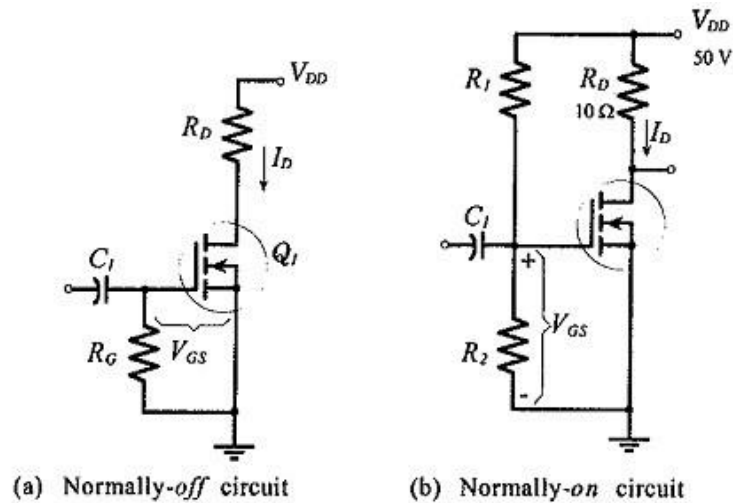 V_DD
R_D
I_D
Q_1
C_1
R_G
V_GS
(a) Normally-off circuit
V_DD
50 V
R_1
R_D
10 Ω
I_D
C_1
+
V_GS
R_2
-
(b) Normally-on circuit